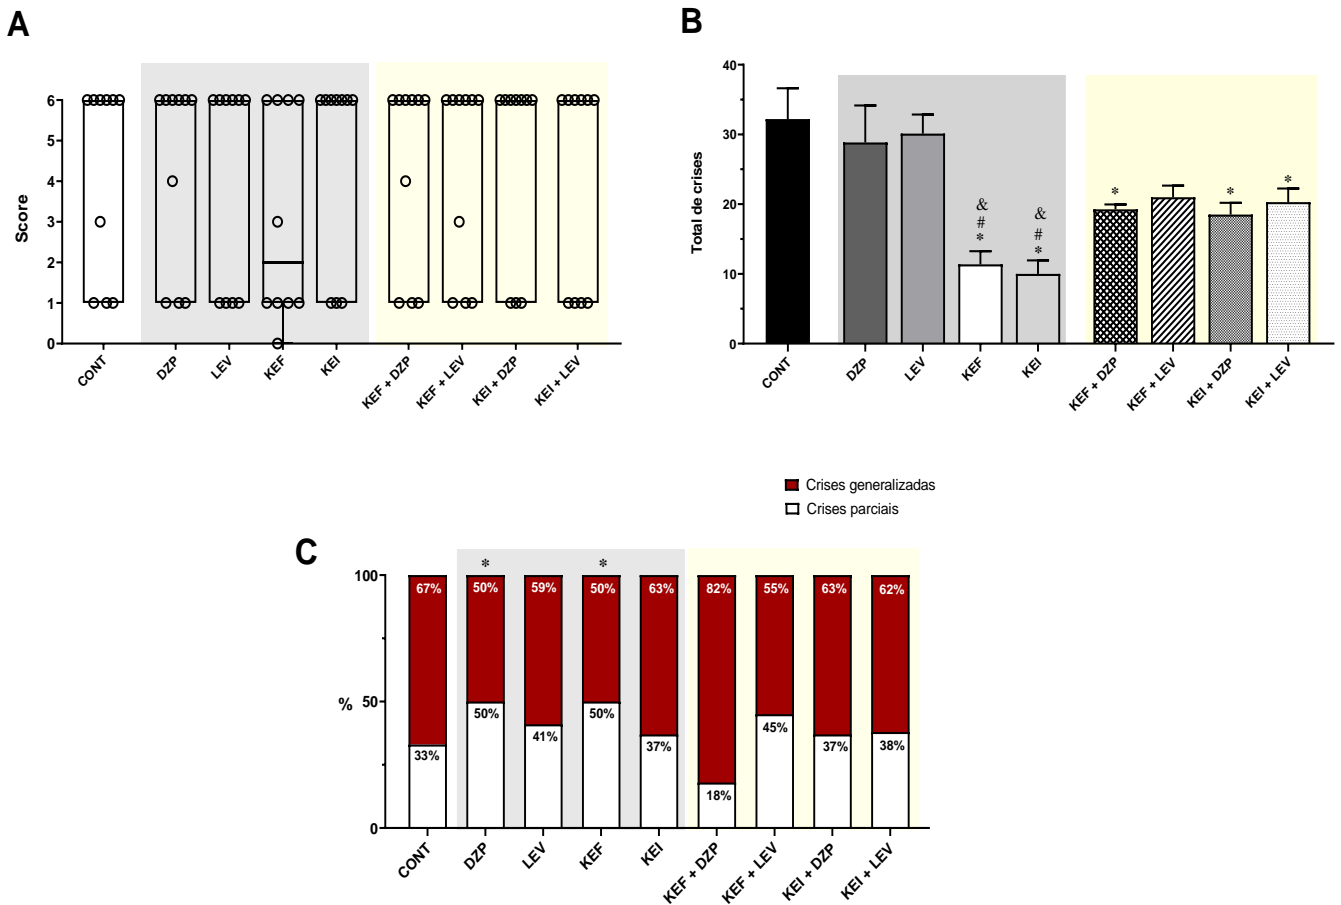 A
Score
6
5
4
3
2
1
0
CONT
DZP
LEV
KEF
KEI
KEF + DZP
KEF + LEV
KEI + DZP
KEI + LEV
B
Total de crises
40
30
20
10
0
&
#
*
&
#
*
*
*
*
CONT
DZP
LEV
KEF
KEI
KEF + DZP
KEF + LEV
KEI + DZP
KEI + LEV
Crises generalizadas
Crises parciais
C
%
100
50
0
* *
67% 50% 59% 50% 63% 82% 55% 63% 62%
33% 50% 41% 50% 37% 18% 45% 37% 38%
CONT
DZP
LEV
KEF
KEI
KEF + DZP
KEF + LEV
KEI + DZP
KEI + LEV